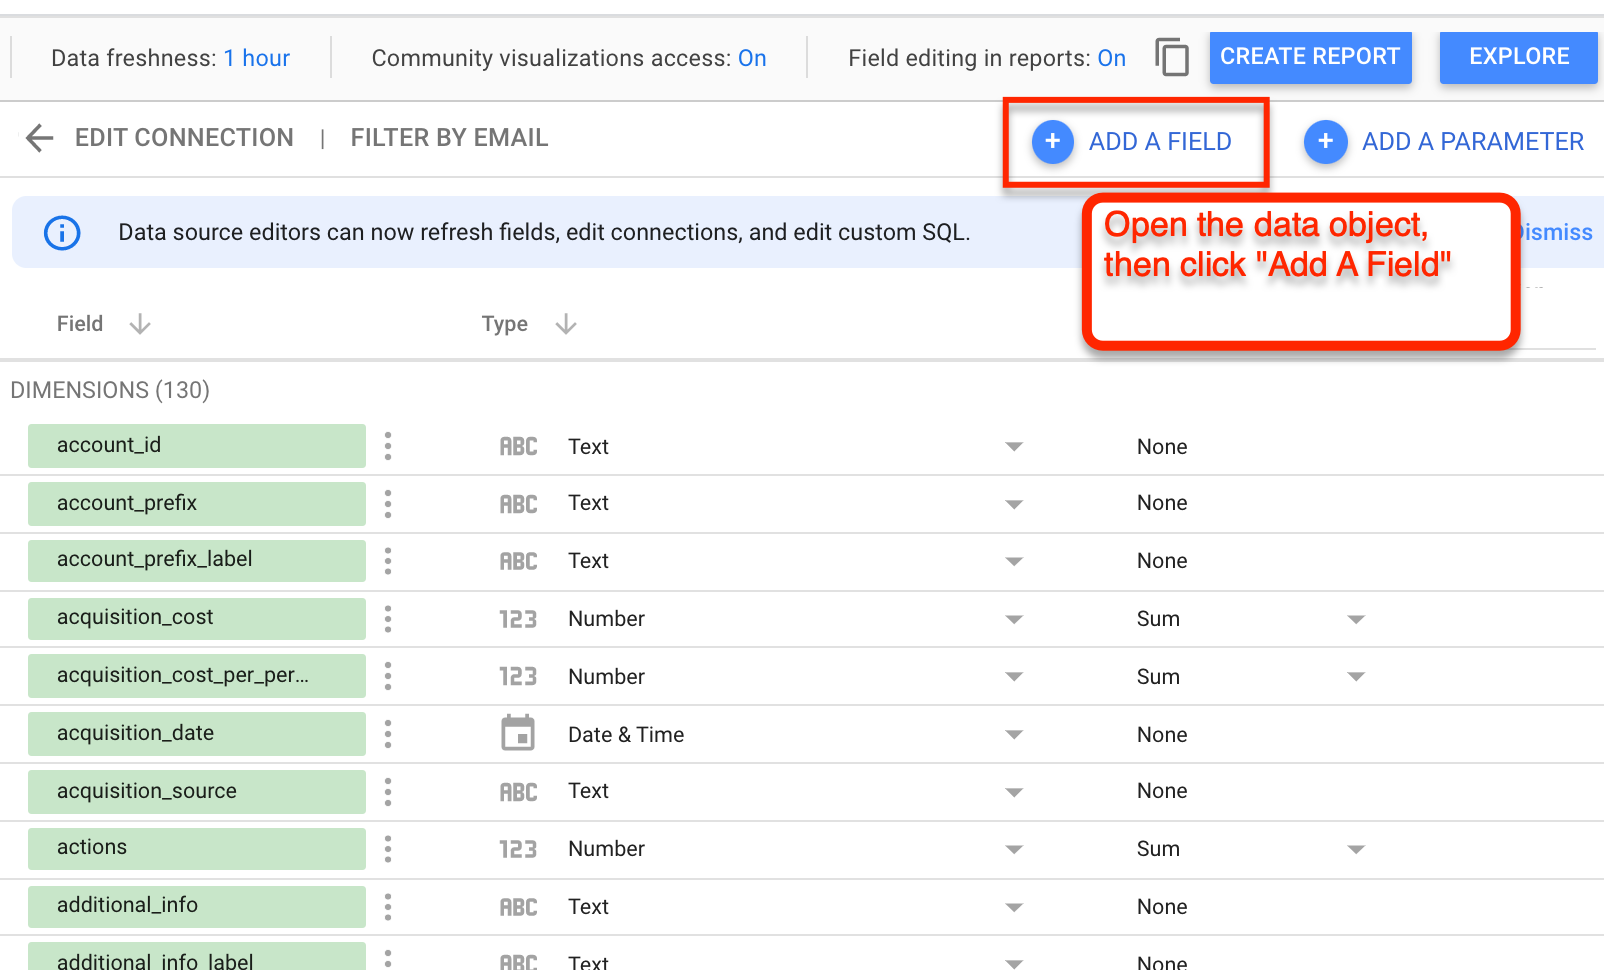 Data freshness: 1 hour Community visualizations access: On Field editing in reports: On CREATE REPORT EXPLORE
EDIT CONNECTION | FILTER BY EMAIL + ADD A FIELD + ADD A PARAMETER
Data source editors can now refresh fields, edit connections, and edit custom SQL.
Open the data object,
then click "Add A Field"
Field Type
DIMENSIONS (130)
account_id ABC Text None
account_prefix ABC Text None
account_prefix_label ABC Text None
acquisition_cost 123 Number Sum
acquisition_cost_per_per... 123 Number Sum
acquisition_date Date & Time None
acquisition_source ABC Text None
actions 123 Number Sum
additional_info ABC Text None
additional_info_label ABC Text None